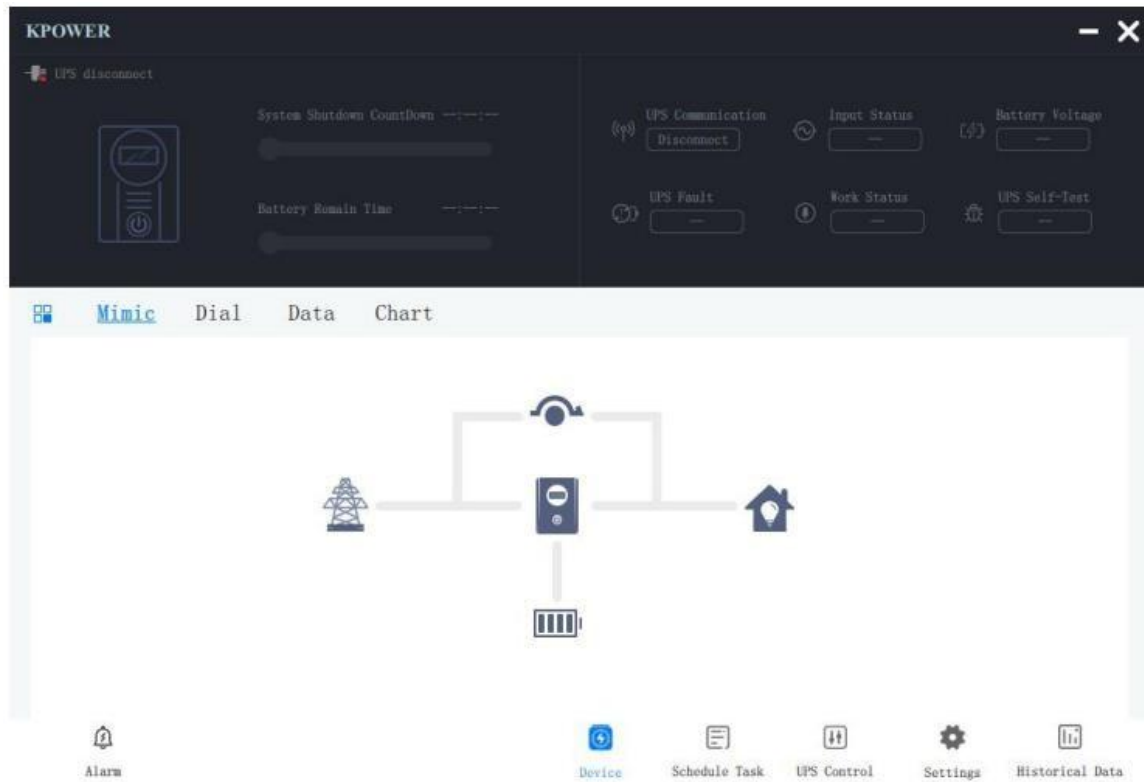 KPOWER
UPS disconnect
System Shutdown CountDown --:--:--
Battery Remain Time --:--:--
UPS Communication
Disconnect
Input Status
--
Battery Voltage
--
UPS Fault
--
Work Status
--
UPS Self-Test
--
Mimic Dial Data Chart
Alarm
Device
Schedule Task
UPS Control
Settings
Historical Data